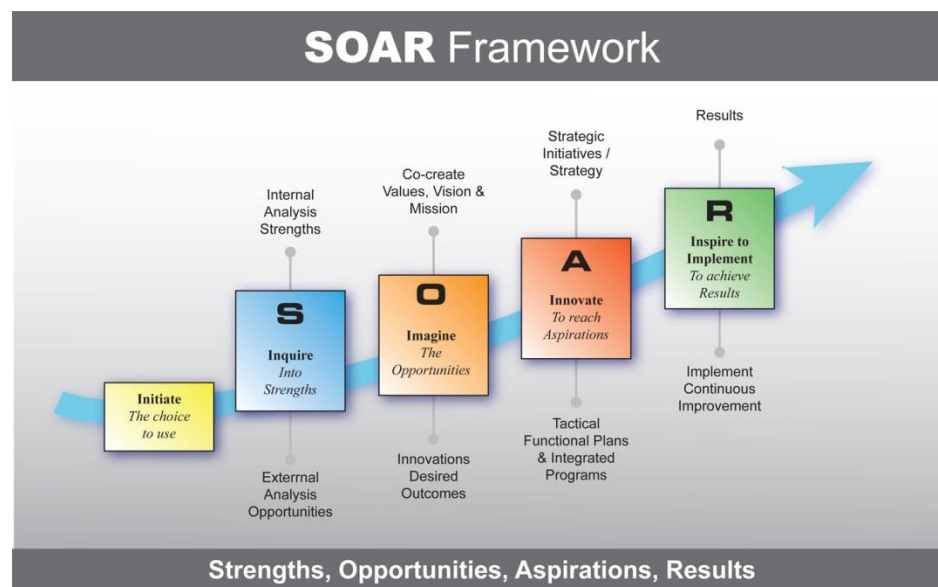 SOAR Framework
Results
Strategic
Initiatives /
Strategy
Co-create
Values, Vision &
Mission
Internal
Analysis
Strengths
R
Inspire to
Implement
To achieve
Results
A
Innovate
To reach
Aspirations
O
Imagine
The
Opportunities
S
Inquire
Into
Strengths
Initiate
The choice
to use
Exterrnal
Analysis
Opportunities
Innovations
Desired
Outcomes
Tactical
Functional Plans
& Integrated
Programs
Implement
Continuous
Improvement
Strengths, Opportunities, Aspirations, Results